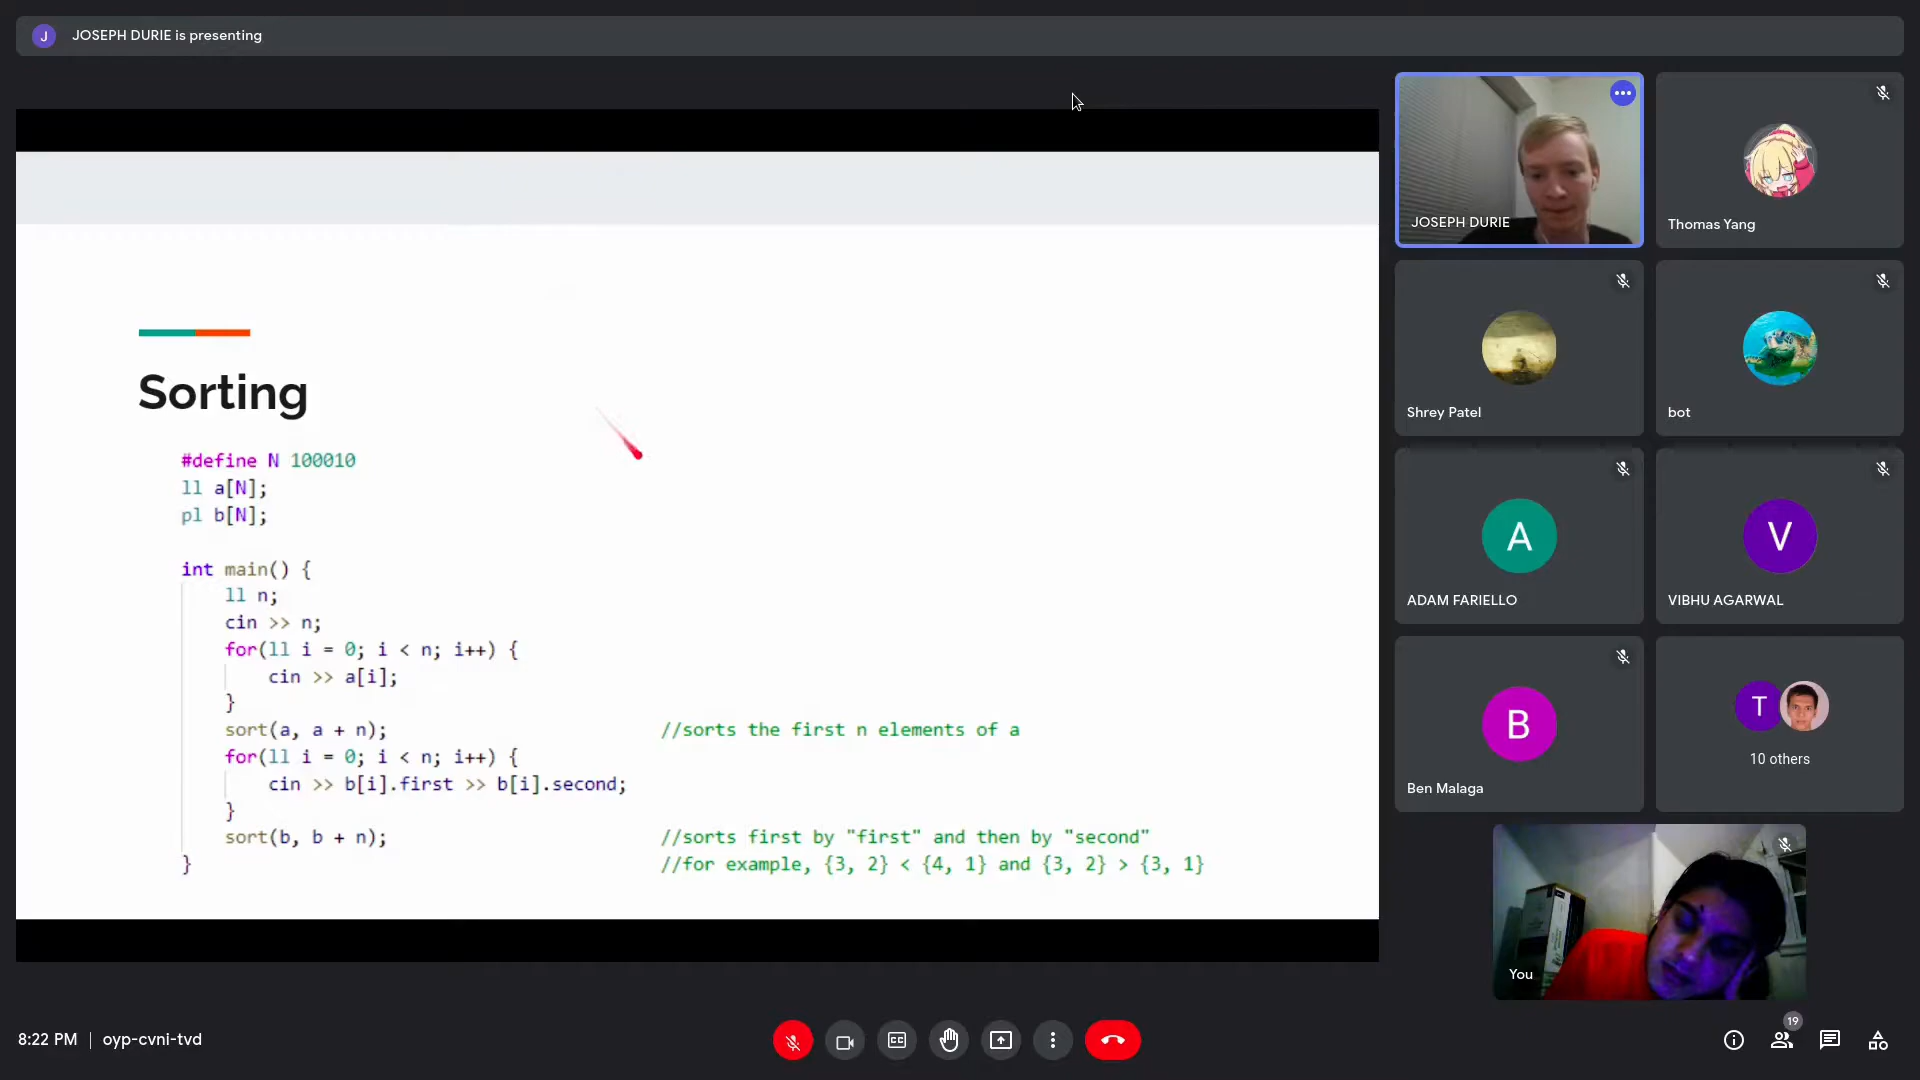 J JOSEPH DURIE is presenting
Sorting
#define N 100010
ll a[N];
pl b[N];
int main() {
ll n;
cin >> n;
for(ll i = 0; i < n; i++) {
cin >> a[i];
}
sort(a, a + n); //sorts the first n elements of a
for(ll i = 0; i < n; i++) {
cin >> b[i].first >> b[i].second;
}
sort(b, b + n); //sorts first by "first" and then by "second"
} //for example, {3, 2} < {4, 1} and {3, 2} > {3, 1}
JOSEPH DURIE
Thomas Yang
Shrey Patel
bot
A
ADAM FARIELLO
V
VIBHU AGARWAL
B
Ben Malaga
T
10 others
You
8:22 PM | oyp-cvni-tvd
CC
19